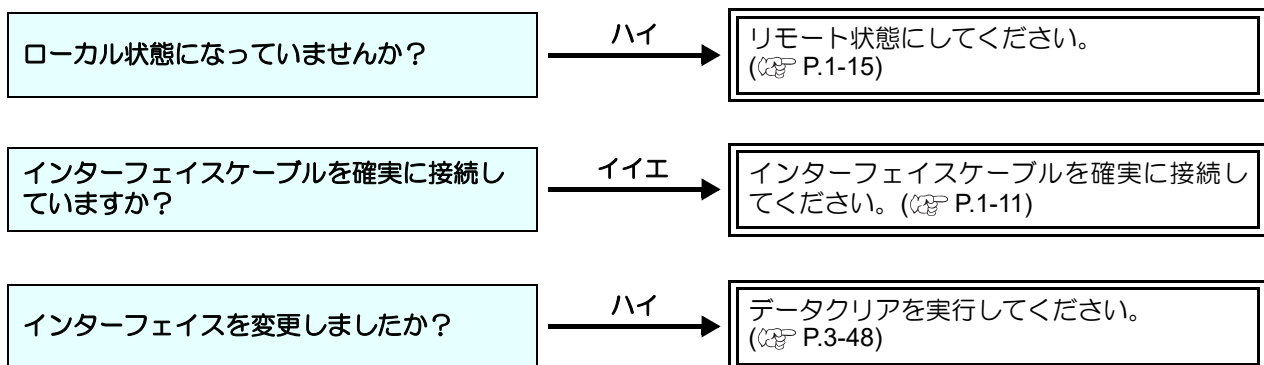 ローカル状態になっていませんか？
ハイ
リモート状態にしてください。
(☞ P.1-15)
インターフェイスケーブルを確実に接続し
ていますか？
イイエ
インターフェイスケーブルを確実に接続し
てください。(☞ P.1-11)
インターフェイスを変更しましたか？
ハイ
データクリアを実行してください。
(☞ P.3-48)